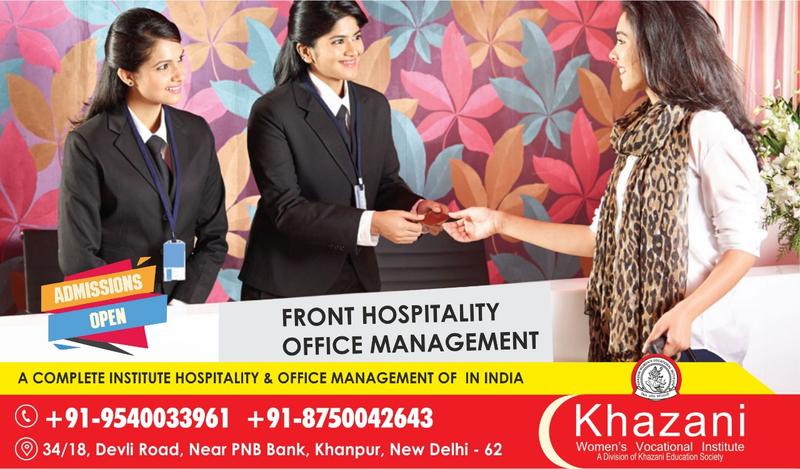 ADMISSIONS
OPEN
FRONT HOSPITALITY
OFFICE MANAGEMENT
A COMPLETE INSTITUTE HOSPITALITY & OFFICE MANAGEMENT OF IN INDIA
+91-9540033961 +91-8750042643
34/18, Devli Road, Near PNB Bank, Khanpur, New Delhi - 62
Khazani
Women's Vocational Institute
A Division of Khazani Education Society